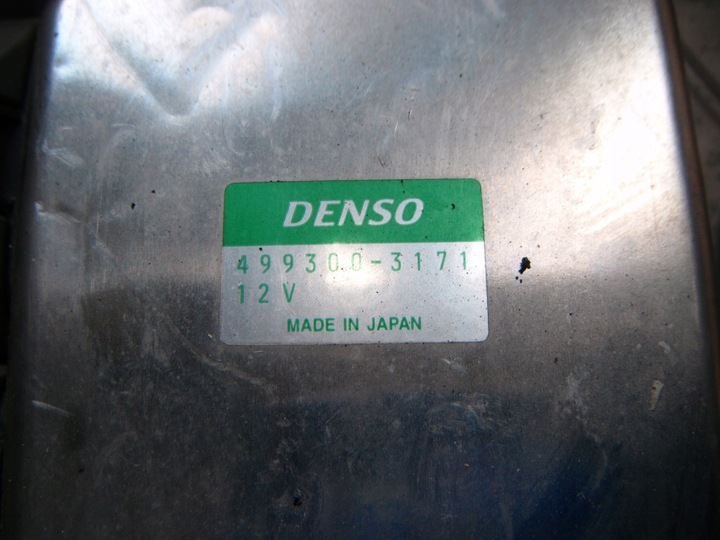 DENSO
499300-3171
12V
MADE IN JAPAN